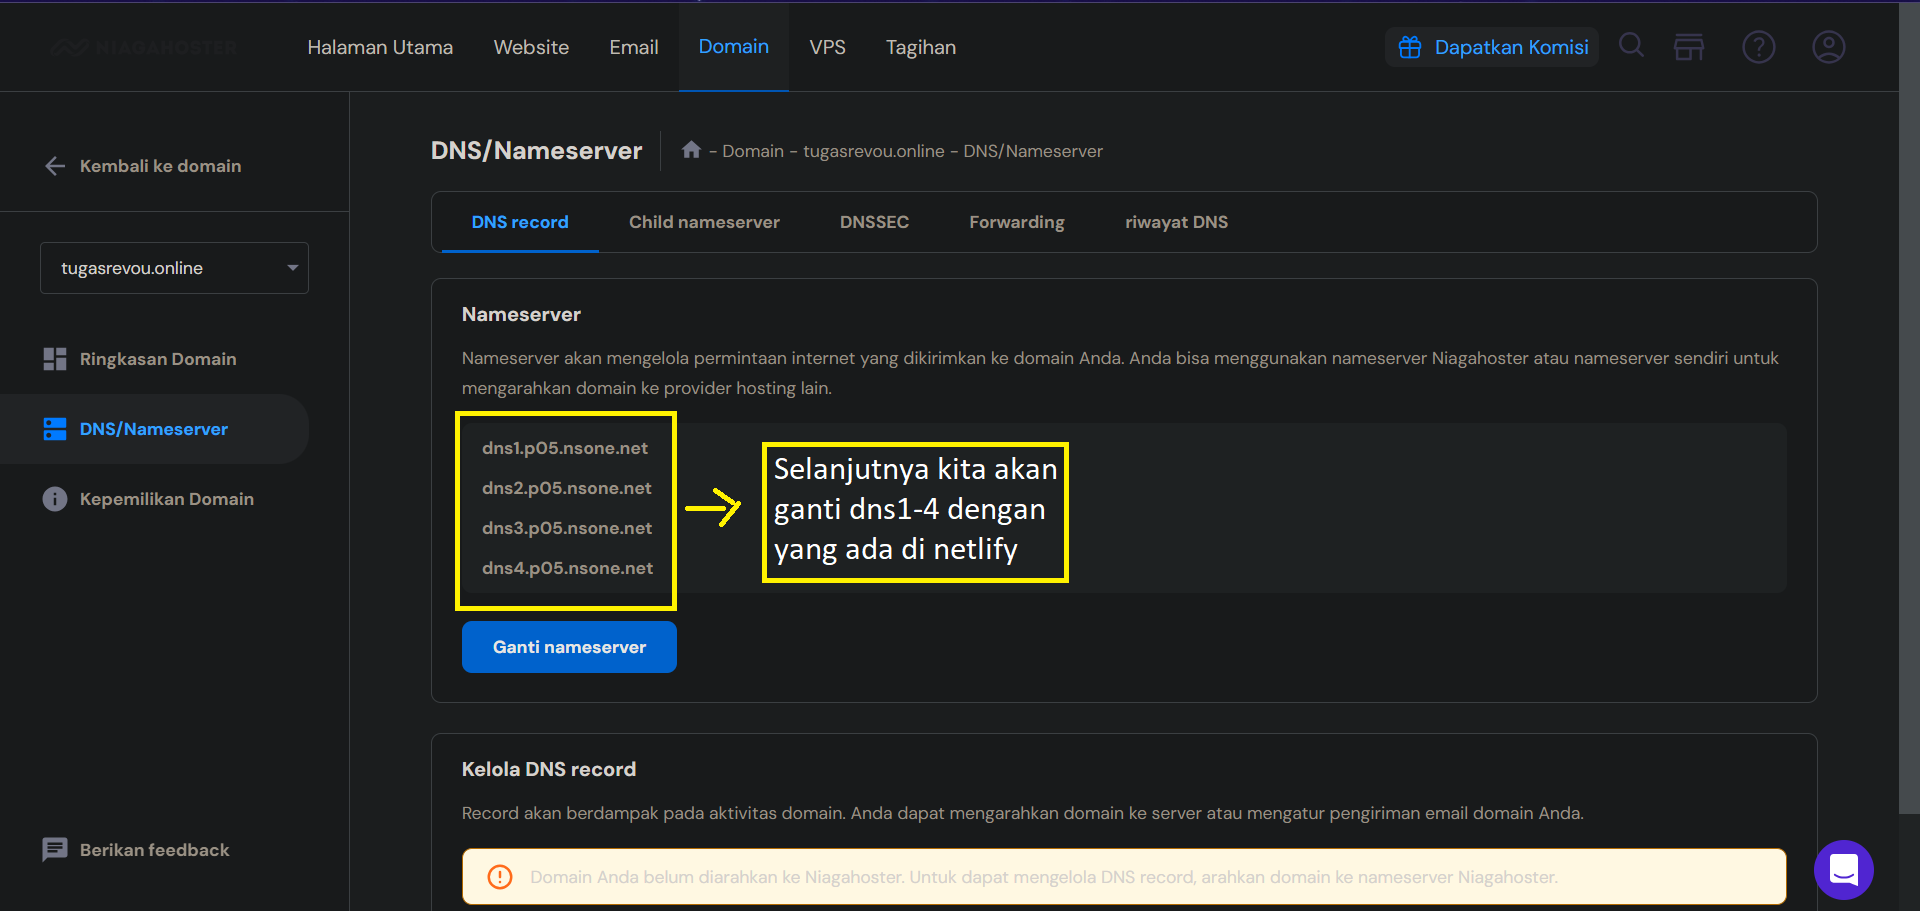 NIAGAHOSTER
Halaman Utama
Website
Email
Domain
VPS
Tagihan
Dapatkan Komisi
Kembali ke domain
tugasrevou.online
Ringkasan Domain
DNS/Nameserver
Kepemilikan Domain
Berikan feedback
DNS/Nameserver
- Domain - tugasrevou.online - DNS/Nameserver
DNS record
Child nameserver
DNSSEC
Forwarding
riwayat DNS
Nameserver
Nameserver akan mengelola permintaan internet yang dikirimkan ke domain Anda. Anda bisa menggunakan nameserver Niagahoster atau nameserver sendiri untuk
mengarahkan domain ke provider hosting lain.
dns1.p05.nsone.net
dns2.p05.nsone.net
dns3.p05.nsone.net
dns4.p05.nsone.net
Selanjutnya kita akan
ganti dns1-4 dengan
yang ada di netlify
Ganti nameserver
Kelola DNS record
Record akan berdampak pada aktivitas domain. Anda dapat mengarahkan domain ke server atau mengatur pengiriman email domain Anda.
Domain Anda belum diarahkan ke Niagahoster. Untuk dapat mengelola DNS record, arahkan domain ke nameserver Niagahoster.